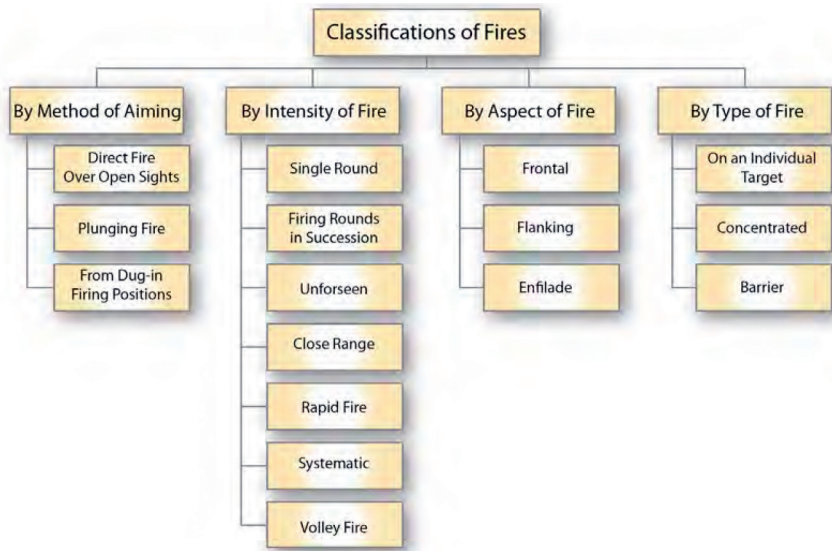 Classifications of Fires
By Method of Aiming
Direct Fire
Over Open Sights
Plunging Fire
From Dug-in
Firing Positions
By Intensity of Fire
Single Round
Firing Rounds
in Succession
Unforseen
Close Range
Rapid Fire
Systematic
Volley Fire
By Aspect of Fire
Frontal
Flanking
Enfilade
By Type of Fire
On an Individual
Target
Concentrated
Barrier